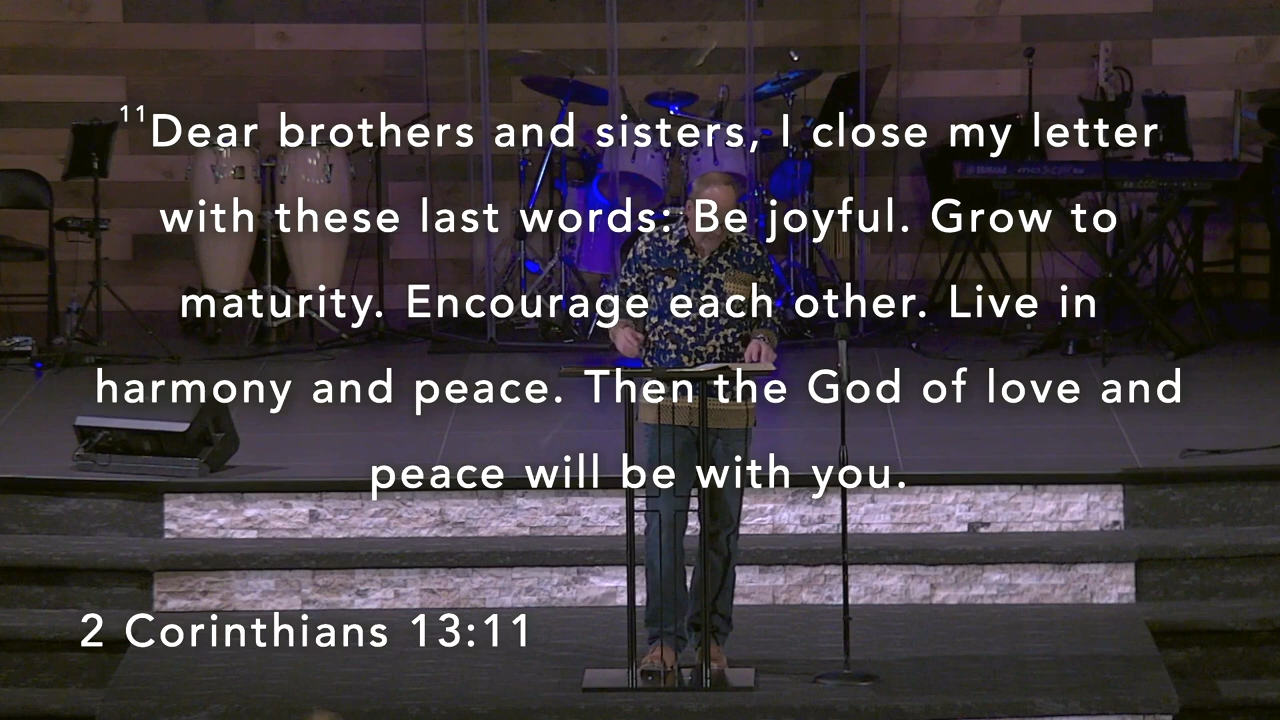 ¹¹Dear brothers and sisters, I close my letter
with these last words: Be joyful. Grow to
maturity. Encourage each other. Live in
harmony and peace. Then the God of love and
peace will be with you.
2 Corinthians 13:11